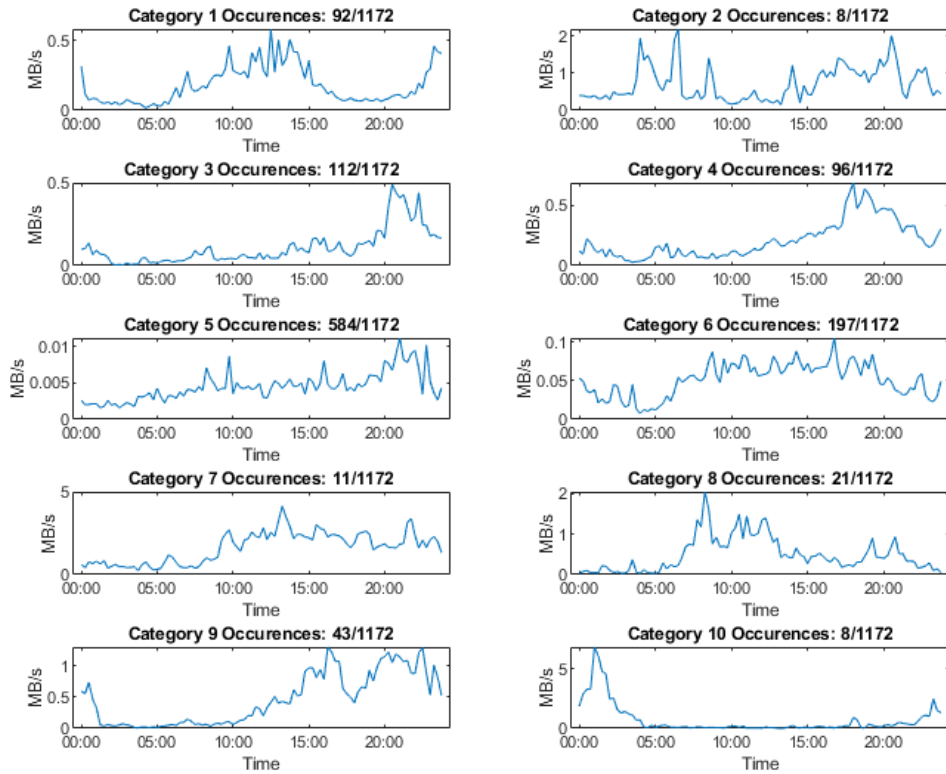 Category 1 Occurences: 92/1172
0.5
0
MB/s
00:00 05:00 10:00 15:00 20:00
Time
Category 2 Occurences: 8/1172
2
1
0
MB/s
00:00 05:00 10:00 15:00 20:00
Time
Category 3 Occurences: 112/1172
0.5
0
MB/s
00:00 05:00 10:00 15:00 20:00
Time
Category 4 Occurences: 96/1172
0.5
0
MB/s
00:00 05:00 10:00 15:00 20:00
Time
Category 5 Occurences: 584/1172
0.01
0.005
0
MB/s
00:00 05:00 10:00 15:00 20:00
Time
Category 6 Occurences: 197/1172
0.1
0.05
0
MB/s
00:00 05:00 10:00 15:00 20:00
Time
Category 7 Occurences: 11/1172
5
0
MB/s
00:00 05:00 10:00 15:00 20:00
Time
Category 8 Occurences: 21/1172
2
1
0
MB/s
00:00 05:00 10:00 15:00 20:00
Time
Category 9 Occurences: 43/1172
1
0.5
0
MB/s
00:00 05:00 10:00 15:00 20:00
Time
Category 10 Occurences: 8/1172
5
0
MB/s
00:00 05:00 10:00 15:00 20:00
Time